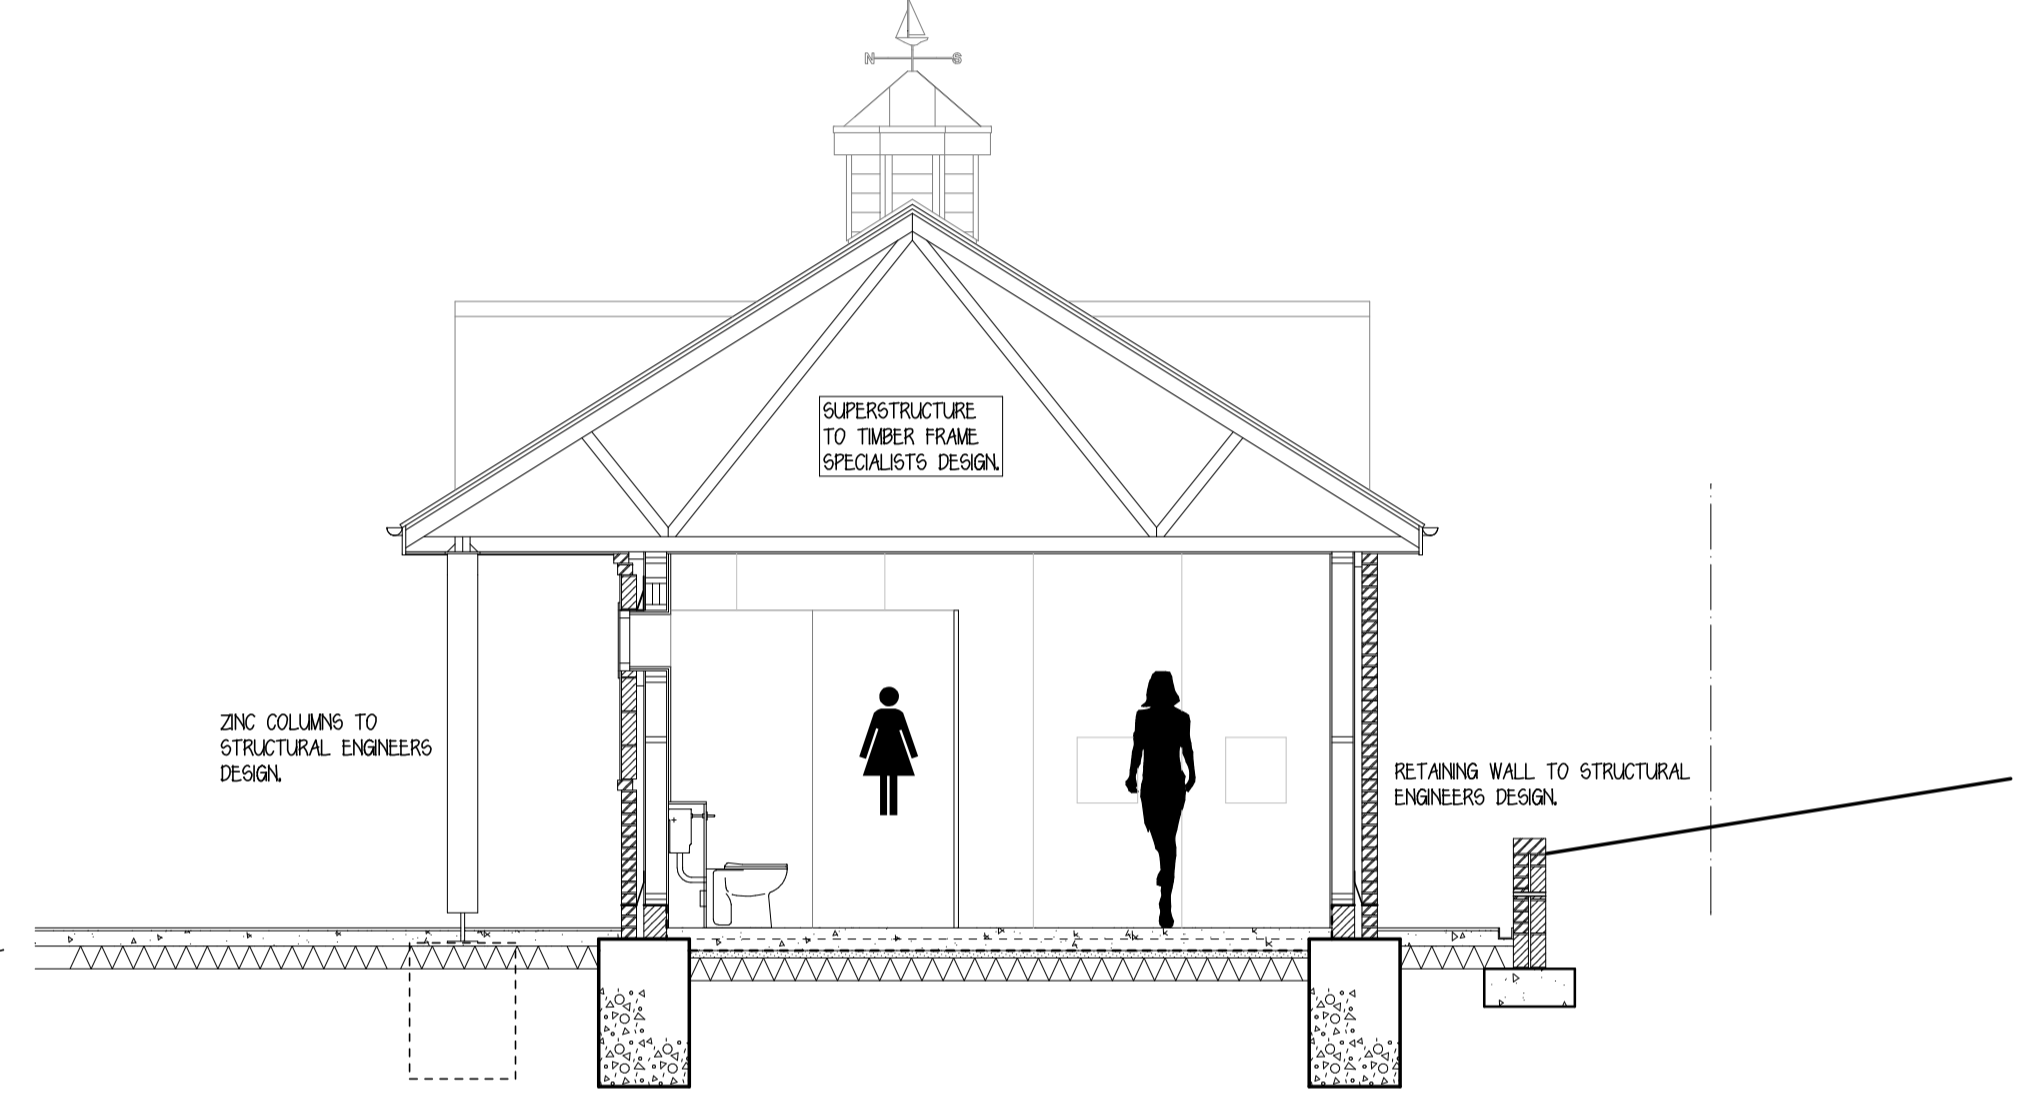 N S
SUPERSTRUCTURE
TO TIMBER FRAME
SPECIALISTS DESIGN.
ZINC COLUMNS TO
STRUCTURAL ENGINEERS
DESIGN.
RETAINING WALL TO STRUCTURAL
ENGINEERS DESIGN.